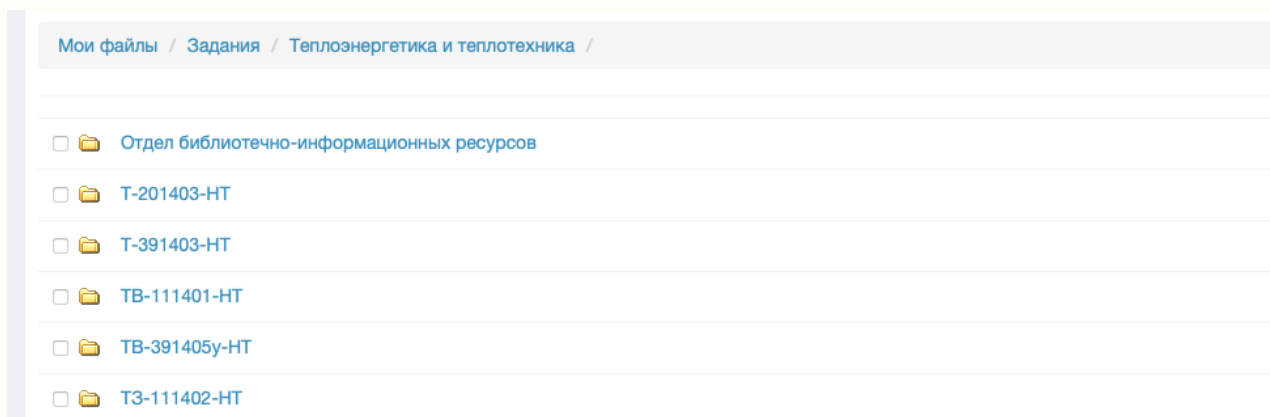 Мои файлы / Задания / Теплоэнергетика и теплотехника /
Отдел библиотечно-информационных ресурсов
Т-201403-НТ
Т-391403-НТ
ТВ-111401-НТ
ТВ-391405у-НТ
ТЗ-111402-НТ